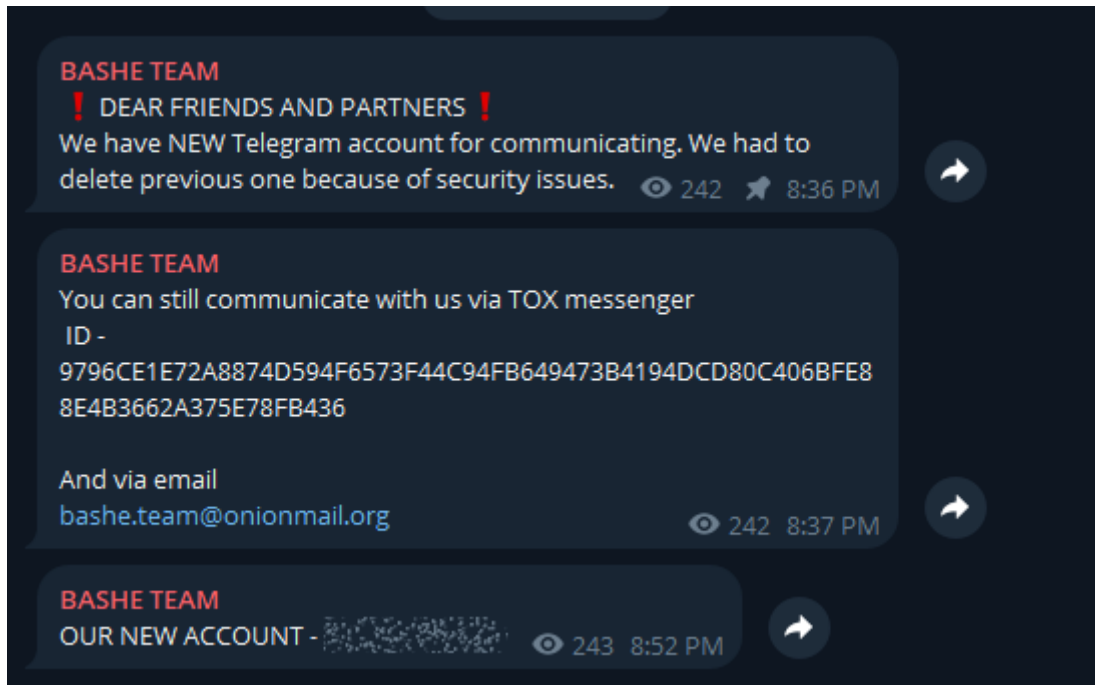 BASHE TEAM
❗ DEAR FRIENDS AND PARTNERS ❗
We have NEW Telegram account for communicating. We had to
delete previous one because of security issues. 242 8:36 PM
BASHE TEAM
You can still communicate with us via TOX messenger
ID -
9796CE1E72A8874D594F6573F44C94FB649473B4194DCD80C406BFE8
8E4B3662A375E78FB436
And via email
bashe.team@onionmail.org
242 8:37 PM
BASHE TEAM
OUR NEW ACCOUNT - 243 8:52 PM